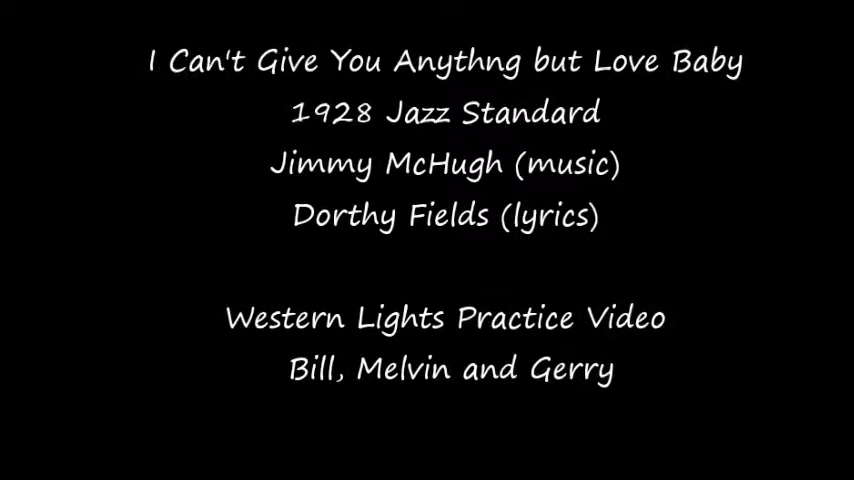 I Can't Give You Anythng but Love Baby
1928 Jazz Standard
Jimmy McHugh (music)
Dorthy Fields (lyrics)
Western Lights Practice Video
Bill, Melvin and Gerry